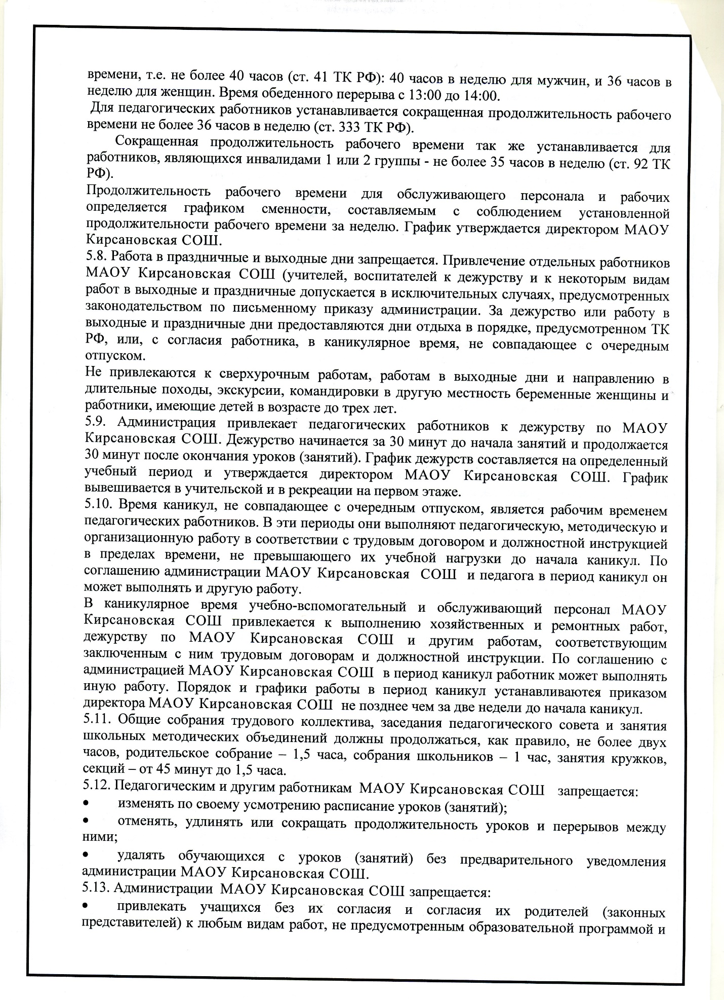 времени, т.е. не более 40 часов (ст. 41 ТК РФ): 40 часов в неделю для мужчин, и 36 часов в
неделю для женщин. Время обеденного перерыва с 13:00 до 14:00.
Для педагогических работников устанавливается сокращенная продолжительность рабочего
времени не более 36 часов в неделю (ст. 333 ТК РФ).
Сокращенная продолжительность рабочего времени так же устанавливается для
работников, являющихся инвалидами 1 или 2 группы - не более 35 часов в неделю (ст. 92 ТК
РФ).
Продолжительность рабочего времени для обслуживающего персонала и рабочих
определяется графиком сменности, составляемым с соблюдением установленной
продолжительности рабочего времени за неделю. График утверждается директором МАОУ
Кирсановская СОШ.
5.8. Работа в праздничные и выходные дни запрещается. Привлечение отдельных работников
МАОУ Кирсановская СОШ (учителей, воспитателей к дежурству и к некоторым видам
работ в выходные и праздничные допускается в исключительных случаях, предусмотренных
законодательством по письменному приказу администрации. За дежурство или работу в
выходные и праздничные дни предоставляются дни отдыха в порядке, предусмотренном ТК
РФ, или, с согласия работника, в каникулярное время, не совпадающее с очередным
отпуском.
Не привлекаются к сверхурочным работам, работам в выходные дни и направлению в
длительные походы, экскурсии, командировки в другую местность беременные женщины и
работники, имеющие детей в возрасте до трех лет.
5.9. Администрация привлекает педагогических работников к дежурству по МАОУ
Кирсановская СОШ. Дежурство начинается за 30 минут до начала занятий и продолжается
30 минут после окончания уроков (занятий). График дежурств составляется на определенный
учебный период и утверждается директором МАОУ Кирсановская СОШ. График
вывешивается в учительской и в рекреации на первом этаже.
5.10. Время каникул, не совпадающее с очередным отпуском, является рабочим временем
педагогических работников. В эти периоды они выполняют педагогическую, методическую и
организационную работу в соответствии с трудовым договором и должностной инструкцией
в пределах времени, не превышающего их учебной нагрузки до начала каникул. По
соглашению администрации МАОУ Кирсановская СОШ и педагога в период каникул он
может выполнять и другую работу.
В каникулярное время учебно-вспомогательный и обслуживающий персонал МАОУ
Кирсановская СОШ привлекается к выполнению хозяйственных и ремонтных работ,
дежурству по МАОУ Кирсановская СОШ и другим работам, соответствующим
заключенным с ним трудовым договорам и должностной инструкции. По соглашению с
администрацией МАОУ Кирсановская СОШ в период каникул работник может выполнять
иную работу. Порядок и графики работы в период каникул устанавливаются приказом
директора МАОУ Кирсановская СОШ не позднее чем за две недели до начала каникул.
5.11. Общие собрания трудового коллектива, заседания педагогического совета и занятия
школьных методических объединений должны продолжаться, как правило, не более двух
часов, родительское собрание – 1,5 часа, собрания школьников – 1 час, занятия кружков,
секций – от 45 минут до 1,5 часа.
5.12. Педагогическим и другим работникам МАОУ Кирсановская СОШ запрещается:
• изменять по своему усмотрению расписание уроков (занятий);
• отменять, удлинять или сокращать продолжительность уроков и перерывов между
ними;
• удалять обучающихся с уроков (занятий) без предварительного уведомления
администрации МАОУ Кирсановская СОШ.
5.13. Администрации МАОУ Кирсановская СОШ запрещается:
• привлекать учащихся без их согласия и согласия их родителей (законных
представителей) к любым видам работ, не предусмотренным образовательной программой и